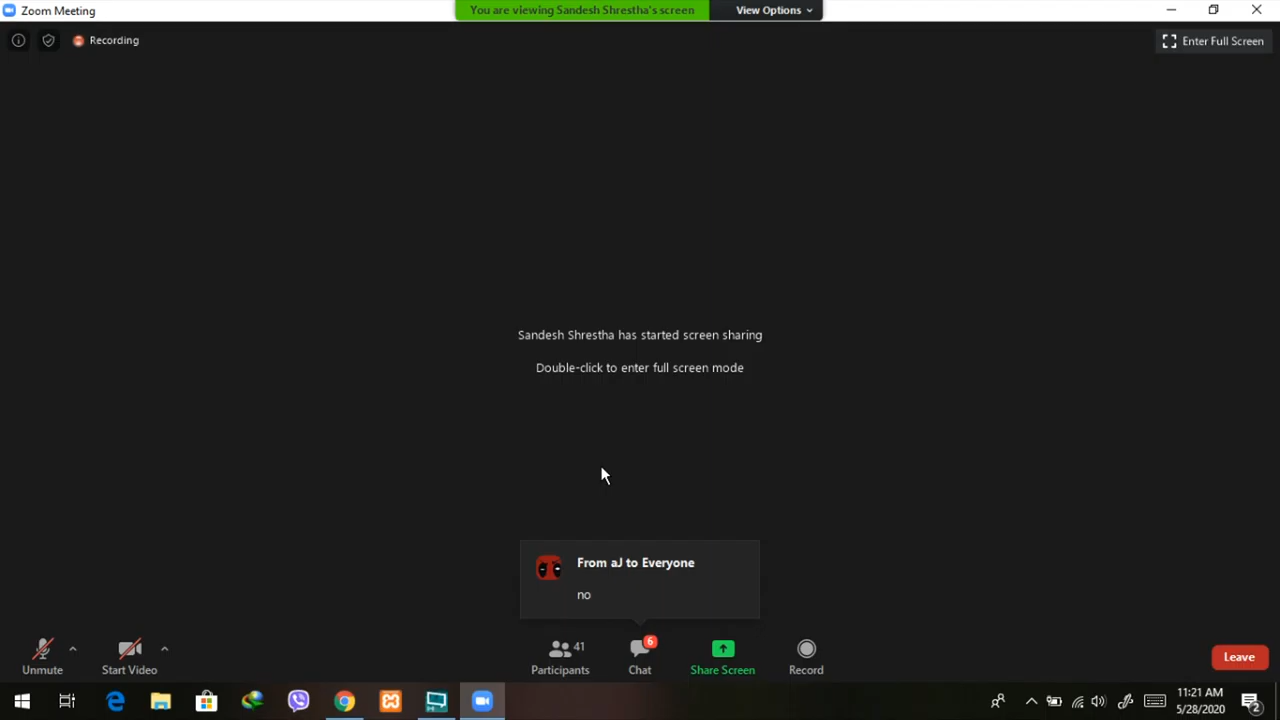 Zoom Meeting
You are viewing Sandesh Shrestha's screen
View Options
Recording
Enter Full Screen
Sandesh Shrestha has started screen sharing
Double-click to enter full screen mode
From aJ to Everyone
no
Unmute
Start Video
41
Participants
6
Chat
Share Screen
Record
Leave
11:21 AM
5/28/2020
2